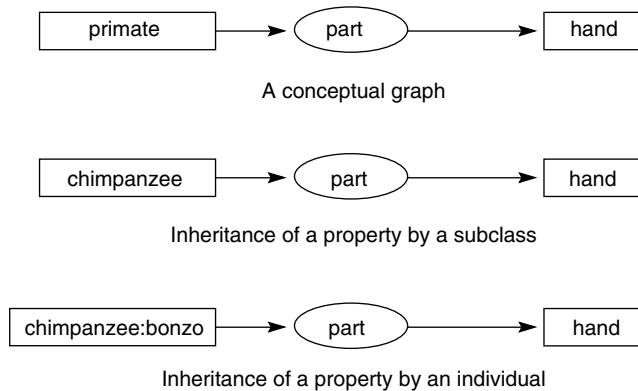 primate part hand
A conceptual graph
chimpanzee part hand
Inheritance of a property by a subclass
chimpanzee:bonzo part hand
Inheritance of a property by an individual